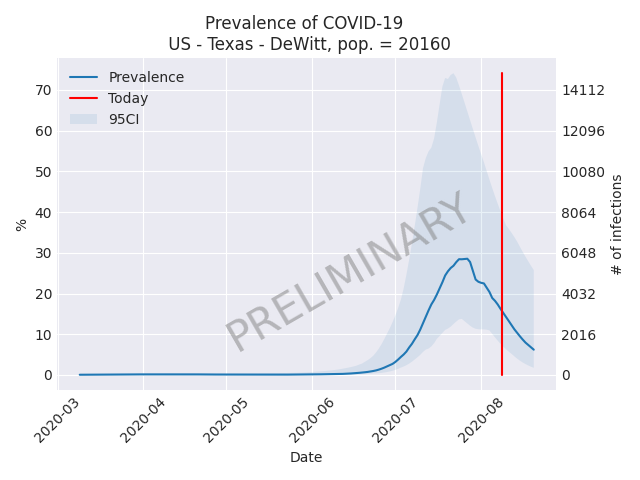 Prevalence of COVID-19
US - Texas - DeWitt, pop. = 20160
Prevalence
Today
95CI
70
60
50
40
30
20
10
0
%
14112
12096
10080
8064
6048
4032
2016
0
# of infections
PRELIMINARY
2020-03
2020-04
2020-05
2020-06
2020-07
2020-08
Date